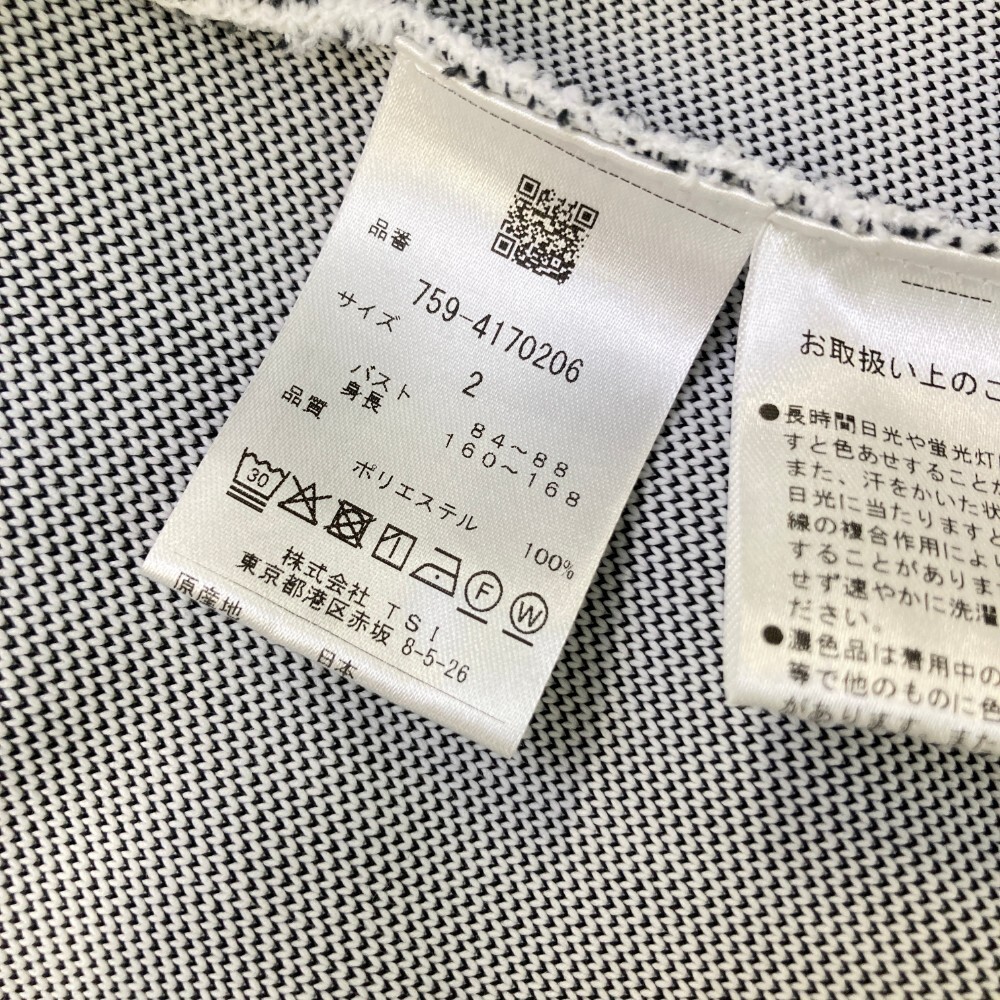 品番
759-4170206
サイズ 2
バスト 84～88
身長 160～168
品質
ポリエステル 100%
30
F W
株式会社 TSI
東京都港区赤坂 8-5-26
原産地 日本
お取扱い上のご
●長時間日光や蛍光灯
すと色あせすることが
また、汗をかいた状
日光に当たりますと
線の複合作用によ
することがありま
せず速やかに洗濯
ださい。
●濃色品は着用中の
等で他のものに色
があります また